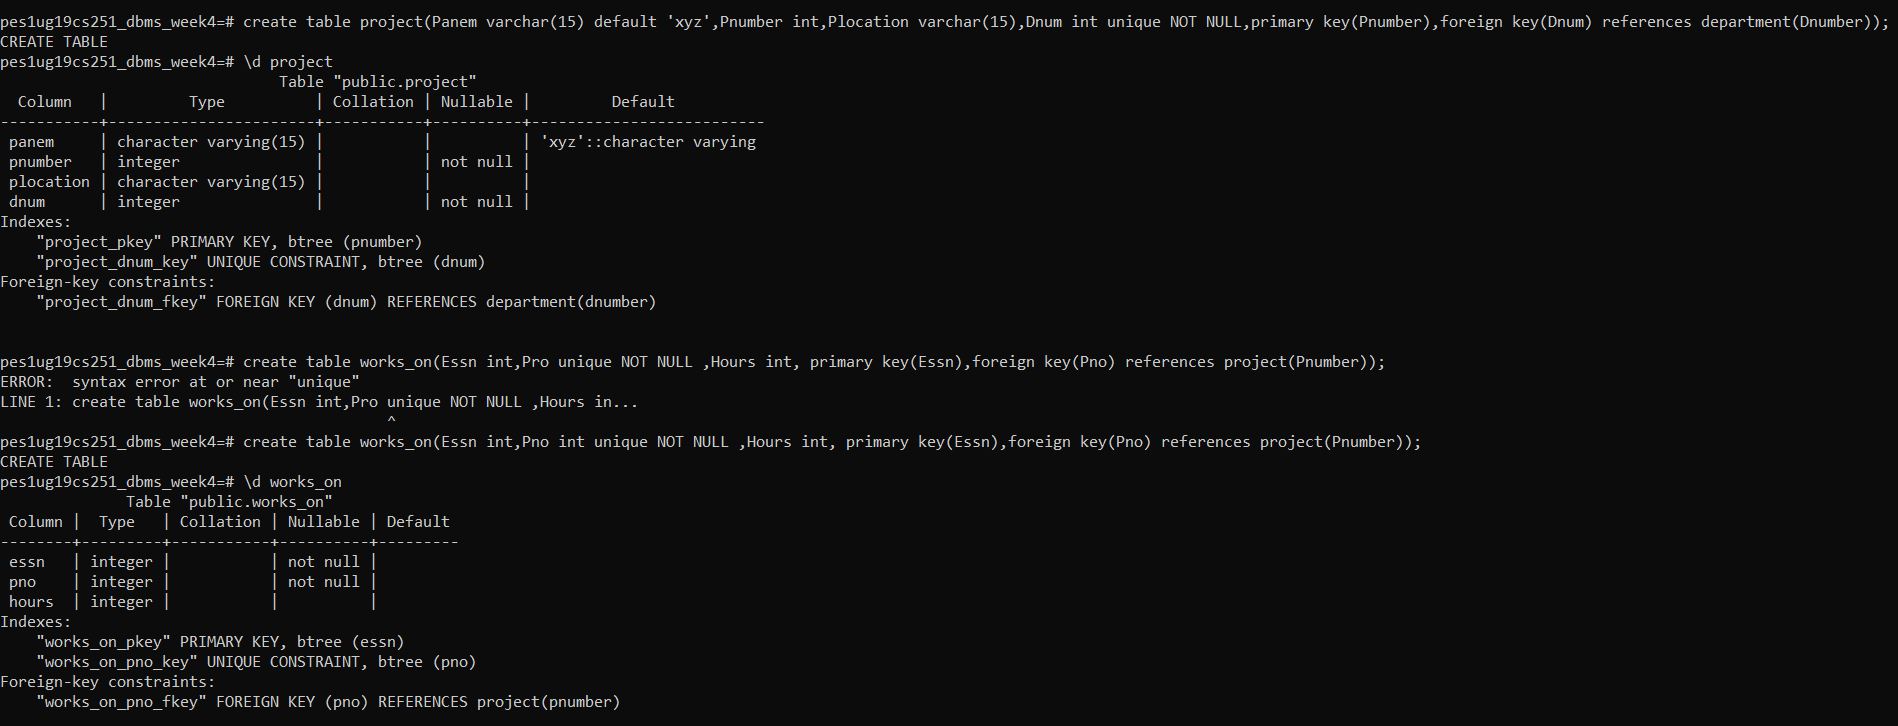 pes1ug19cs251_dbms_week4=# create table project(Panem varchar(15) default 'xyz',Pnumber int,Plocation varchar(15),Dnum int unique NOT NULL,primary key(Pnumber),foreign key(Dnum) references department(Dnumber));
CREATE TABLE
pes1ug19cs251_dbms_week4=# \d project
                               Table "public.project"
  Column   |         Type          | Collation | Nullable |         Default
-----------+-----------------------+-----------+----------+--------------------------
 panem     | character varying(15) |           |          | 'xyz'::character varying
 pnumber   | integer               |           | not null |
 plocation | character varying(15) |           |          |
 dnum      | integer               |           | not null |
Indexes:
    "project_pkey" PRIMARY KEY, btree (pnumber)
    "project_dnum_key" UNIQUE CONSTRAINT, btree (dnum)
Foreign-key constraints:
    "project_dnum_fkey" FOREIGN KEY (dnum) REFERENCES department(dnumber)
pes1ug19cs251_dbms_week4=# create table works_on(Essn int,Pro unique NOT NULL ,Hours int, primary key(Essn),foreign key(Pno) references project(Pnumber));
ERROR:  syntax error at or near "unique"
LINE 1: create table works_on(Essn int,Pro unique NOT NULL ,Hours in...
                                           ^
pes1ug19cs251_dbms_week4=# create table works_on(Essn int,Pno int unique NOT NULL ,Hours int, primary key(Essn),foreign key(Pno) references project(Pnumber));
CREATE TABLE
pes1ug19cs251_dbms_week4=# \d works_on
              Table "public.works_on"
 Column |  Type   | Collation | Nullable | Default
--------+---------+-----------+----------+---------
 essn   | integer |           | not null |
 pno    | integer |           | not null |
 hours  | integer |           |          |
Indexes:
    "works_on_pkey" PRIMARY KEY, btree (essn)
    "works_on_pno_key" UNIQUE CONSTRAINT, btree (pno)
Foreign-key constraints:
    "works_on_pno_fkey" FOREIGN KEY (pno) REFERENCES project(pnumber)